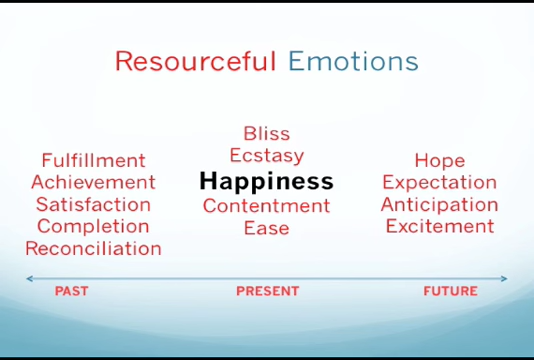 Resourceful Emotions
Fulfillment
Achievement
Satisfaction
Completion
Reconciliation
Bliss
Ecstasy
Happiness
Contentment
Ease
Hope
Expectation
Anticipation
Excitement
PAST
PRESENT
FUTURE